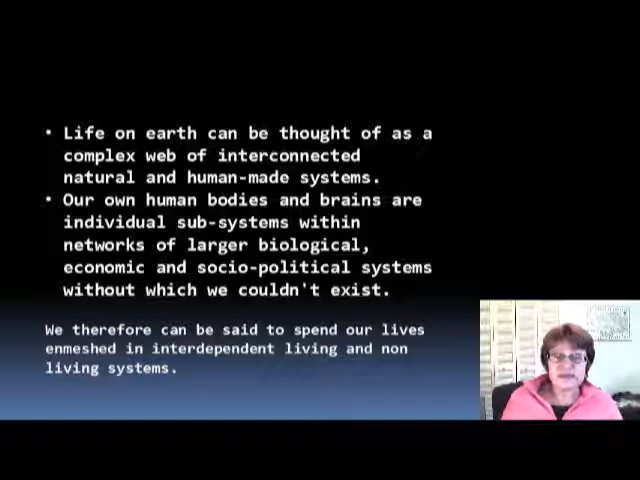 • Life on earth can be thought of as a
complex web of interconnected
natural and human-made systems.
• Our own human bodies and brains are
individual sub-systems within
networks of larger biological,
economic and socio-political systems
without which we couldn't exist.
We therefore can be said to spend our lives
enmeshed in interdependent living and non
living systems.